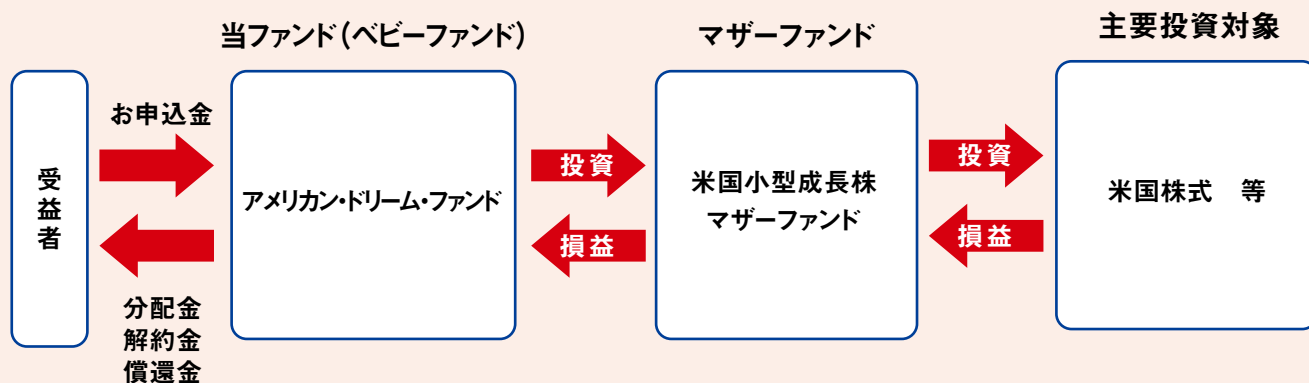 当ファンド(ベビーファンド)
マザーファンド
主要投資対象
受益者
お申込金
分配金
解約金
償還金
アメリカン・ドリーム・ファンド
投資
損益
米国小型成長株
マザーファンド
投資
損益
米国株式　等